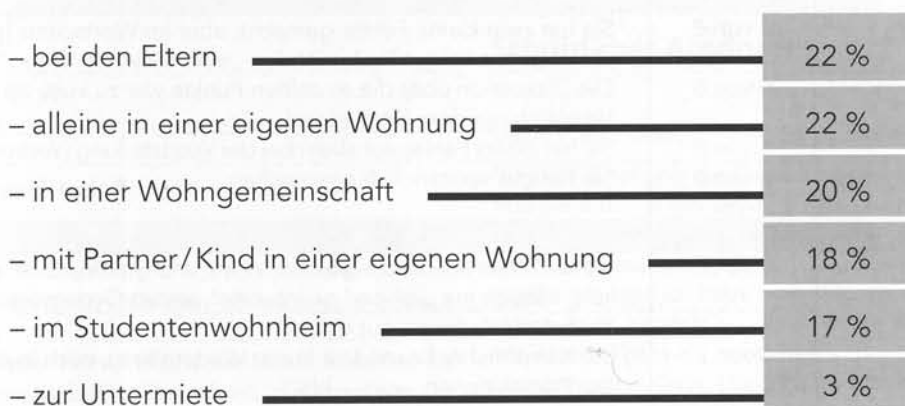 – bei den Eltern 22 %
– alleine in einer eigenen Wohnung 22 %
– in einer Wohngemeinschaft 20 %
– mit Partner/Kind in einer eigenen Wohnung 18 %
– im Studentenwohnheim 17 %
– zur Untermiete 3 %